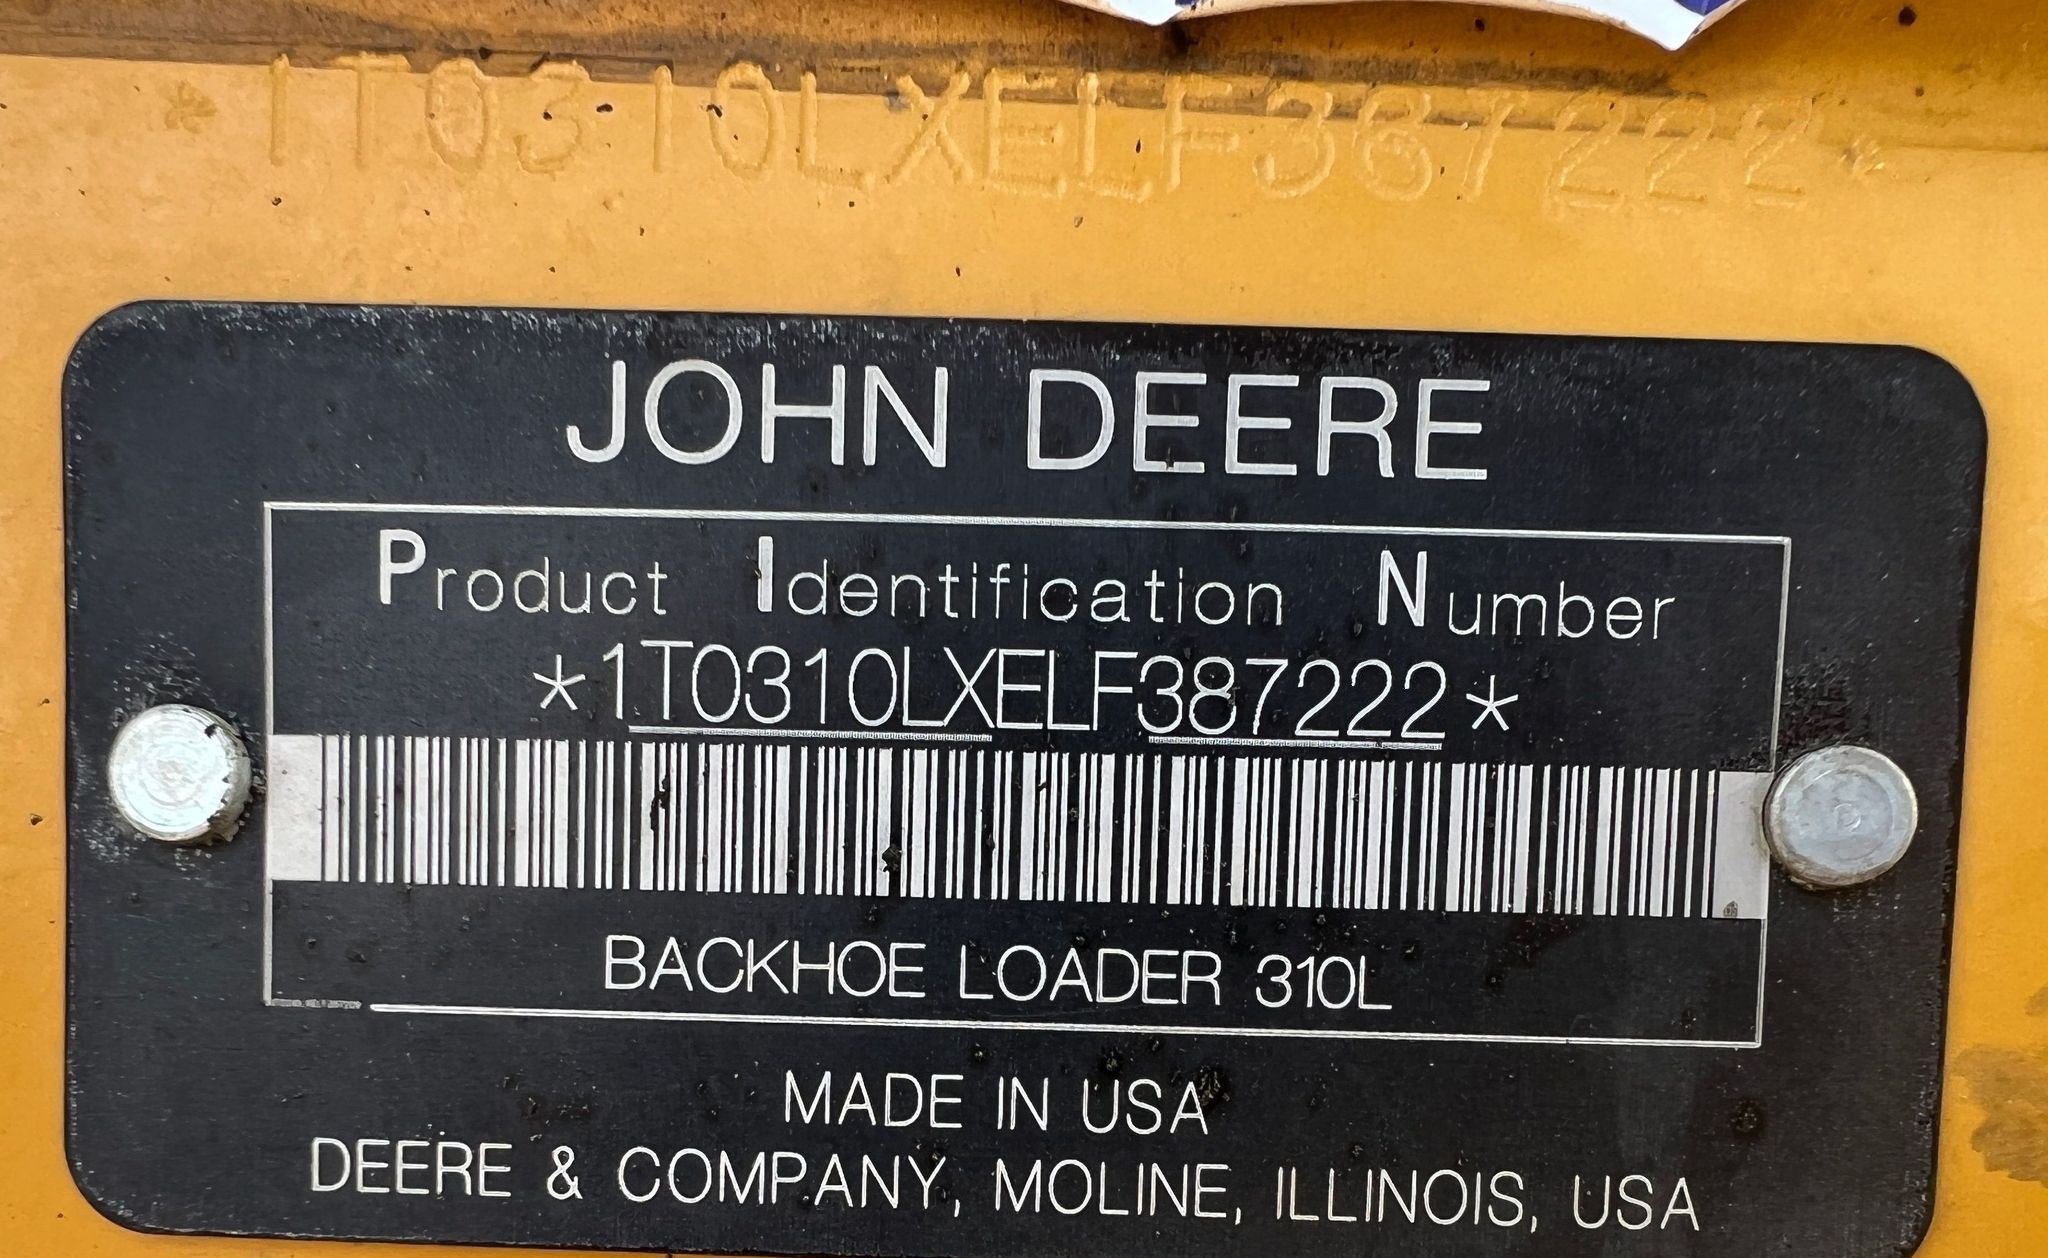 *1T0310LXELF387222*
JOHN DEERE
Product Identification Number
*1T0310LXELF387222*
BACKHOE LOADER 310L
MADE IN USA
DEERE & COMPANY, MOLINE, ILLINOIS, USA